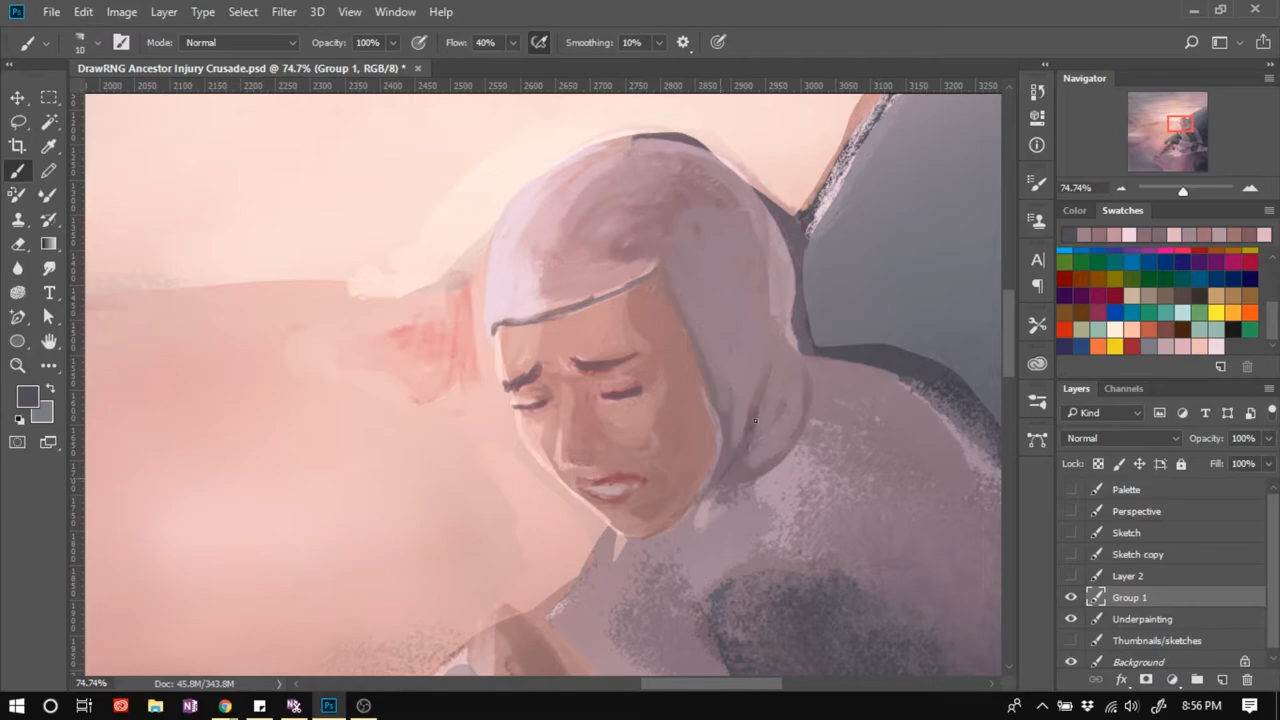 Ps File Edit Image Layer Type Select Filter 3D View Window Help
10 Mode: Normal Opacity: 100% Flow: 40% Smoothing: 10%
DrawRNG Ancestor Injury Crusade.psd @ 74.7% (Group 1, RGB/8) * ×
2000 2050 2100 2150 2200 2250 2300 2350 2400 2450 2500 2550 2600 2650 2700 2750 2800 2850 2900 2950 3000 3050 3100 3150 3200 3250
Navigator
74.74%
Color Swatches
Layers Channels
Kind
Normal Opacity: 100%
Lock: Fill: 100%
Palette
Perspective
Sketch
Sketch copy
Layer 2
Group 1
Underpainting
Thumbnails/sketches
Background
74.74% Doc: 45.8M/343.8M
8:56 PM